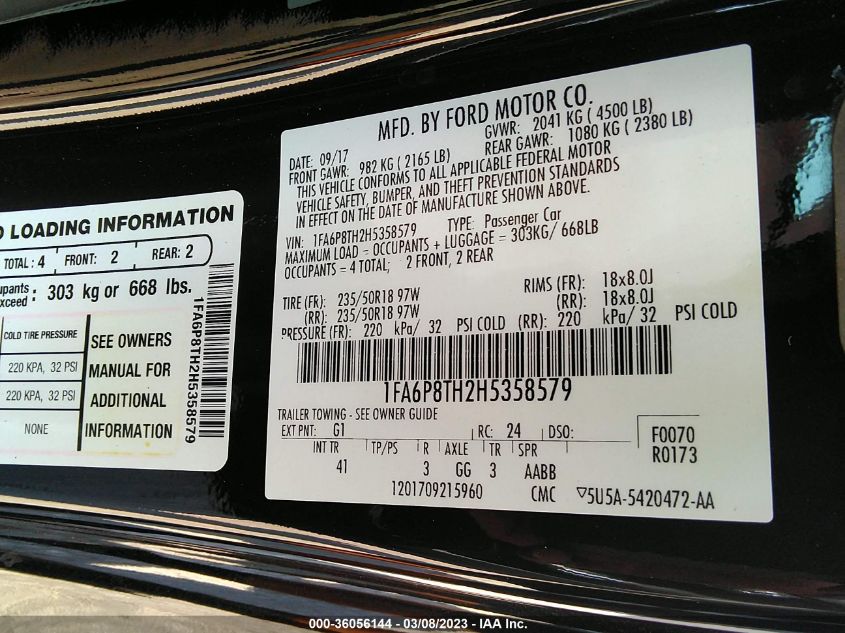 O LOADING INFORMATION
TOTAL: 4 FRONT: 2 REAR: 2
upants
xceed : 303 kg or 668 lbs.
COLD TIRE PRESSURE
220 KPA, 32 PSI
220 KPA, 32 PSI
NONE
SEE OWNERS
MANUAL FOR
ADDITIONAL
INFORMATION
1FA6P8TH2H5358579
MFD. BY FORD MOTOR CO.
DATE: 09/17 GVWR: 2041 KG ( 4500 LB)
FRONT GAWR: 982 KG ( 2165 LB) REAR GAWR: 1080 KG ( 2380 LB)
THIS VEHICLE CONFORMS TO ALL APPLICABLE FEDERAL MOTOR
VEHICLE SAFETY, BUMPER, AND THEFT PREVENTION STANDARDS
IN EFFECT ON THE DATE OF MANUFACTURE SHOWN ABOVE.
VIN: 1FA6P8TH2H5358579 TYPE: Passenger Car
MAXIMUM LOAD = OCCUPANTS + LUGGAGE = 303KG/ 668LB
OCCUPANTS = 4 TOTAL; 2 FRONT, 2 REAR
TIRE (FR): 235/50R18 97W RIMS (FR): 18x8.0J
(RR): 235/50R18 97W (RR): 18x8.0J
PRESSURE (FR): 220 kPa/ 32 PSI COLD (RR): 220 kPa/ 32 PSI COLD
1FA6P8TH2H5358579
TRAILER TOWING - SEE OWNER GUIDE
EXT PNT: G1 RC: 24 DSO:
F0070
R0173
INT TR TP/PS R AXLE TR SPR
41 3 GG 3 AABB
1201709215960 CMC ▽5U5A-5420472-AA
000-36056144 - 03/08/2023 - IAA Inc.